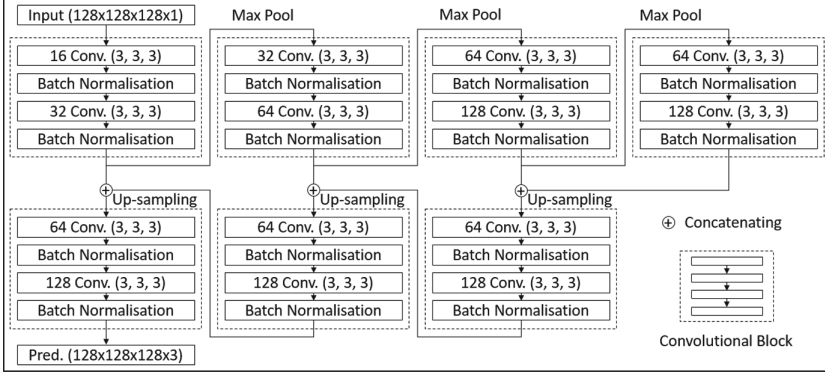 Input (128x128x128x1)
Max Pool
Max Pool
Max Pool
16 Conv. (3, 3, 3)
Batch Normalisation
32 Conv. (3, 3, 3)
Batch Normalisation
32 Conv. (3, 3, 3)
Batch Normalisation
64 Conv. (3, 3, 3)
Batch Normalisation
64 Conv. (3, 3, 3)
Batch Normalisation
128 Conv. (3, 3, 3)
Batch Normalisation
64 Conv. (3, 3, 3)
Batch Normalisation
128 Conv. (3, 3, 3)
Batch Normalisation
Up-sampling
Up-sampling
Up-sampling
64 Conv. (3, 3, 3)
Batch Normalisation
128 Conv. (3, 3, 3)
Batch Normalisation
64 Conv. (3, 3, 3)
Batch Normalisation
128 Conv. (3, 3, 3)
Batch Normalisation
64 Conv. (3, 3, 3)
Batch Normalisation
128 Conv. (3, 3, 3)
Batch Normalisation
Pred. (128x128x128x3)
Concatenating
Convolutional Block